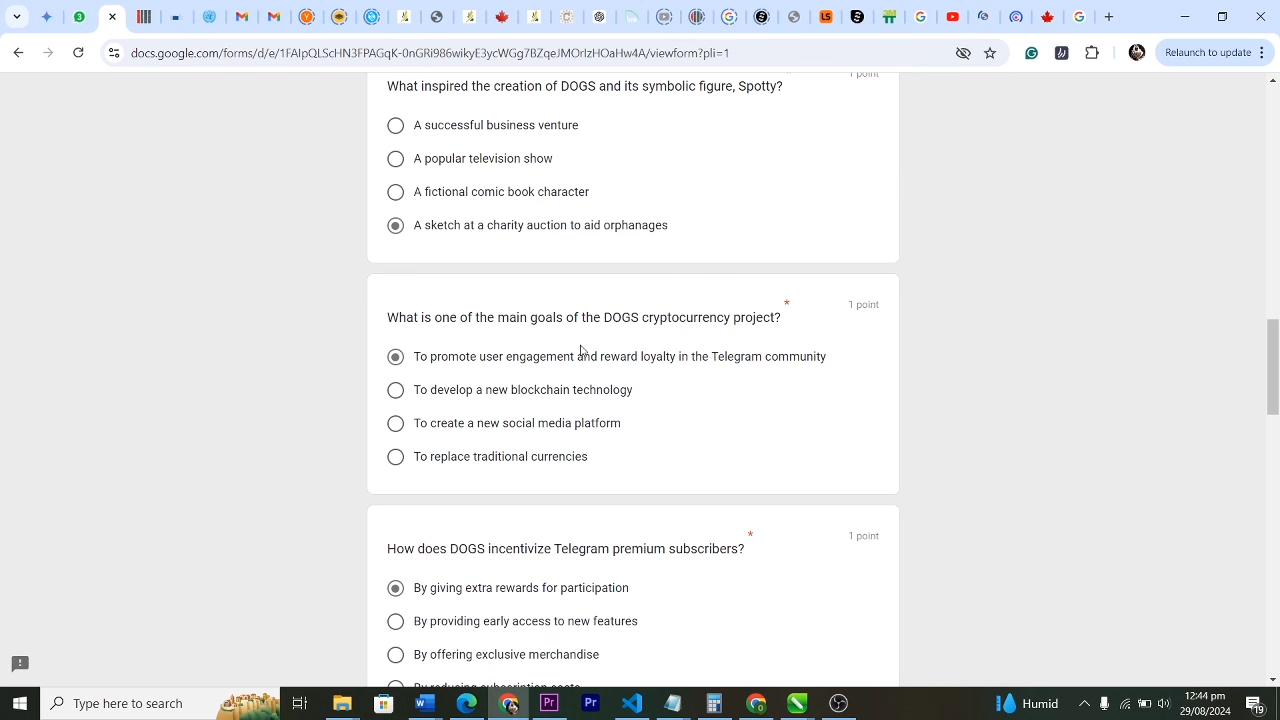 docs.google.com/forms/d/e/1FAIpQLScHN3FPAGqK-0nGRi986wikyE3ycWGg7BZqeJMOrIzHOaHw4A/viewform?pli=1
Relaunch to update
1 point
What inspired the creation of DOGS and its symbolic figure, Spotty?
A successful business venture
A popular television show
A fictional comic book character
A sketch at a charity auction to aid orphanages
*
1 point
What is one of the main goals of the DOGS cryptocurrency project?
To promote user engagement and reward loyalty in the Telegram community
To develop a new blockchain technology
To create a new social media platform
To replace traditional currencies
*
1 point
How does DOGS incentivize Telegram premium subscribers?
By giving extra rewards for participation
By providing early access to new features
By offering exclusive merchandise
Type here to search
Humid
12:44 pm
29/08/2024
19